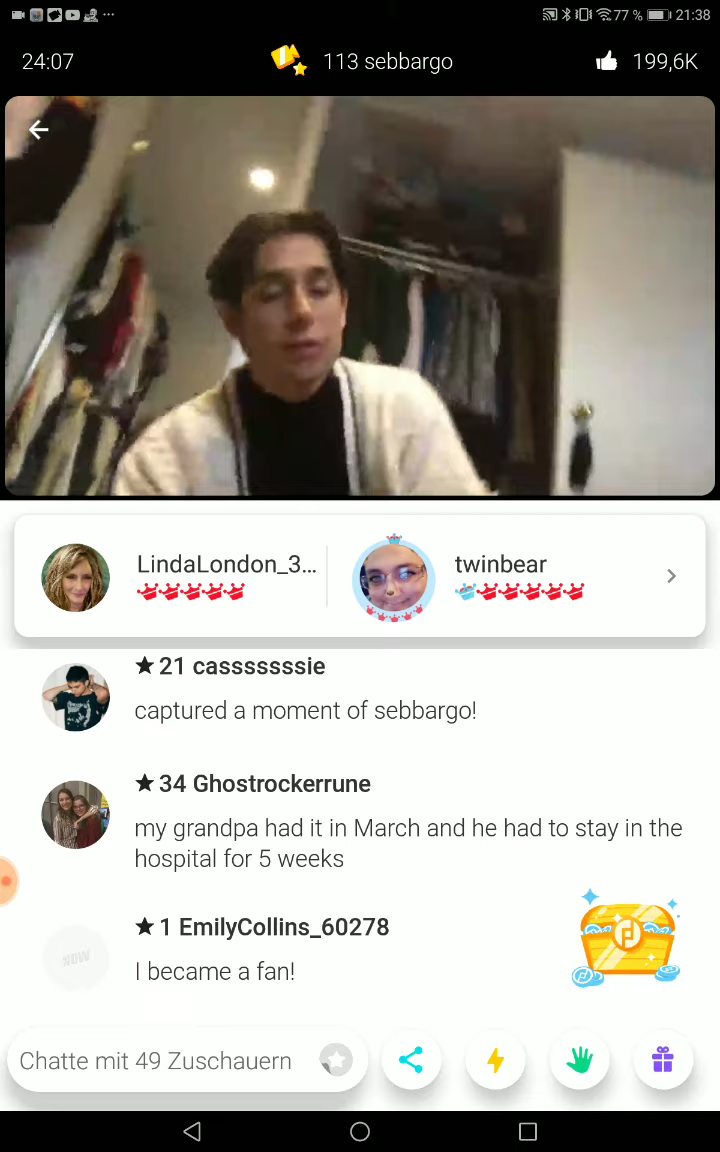 77 % 21:38
24:07 113 sebbargo 199,6K
LindaLondon_3... twinbear
★ 21 casssssssie
captured a moment of sebbargo!
★ 34 Ghostrockerrune
my grandpa had it in March and he had to stay in the
hospital for 5 weeks
★ 1 EmilyCollins_60278
NOW
I became a fan!
Chatte mit 49 Zuschauern